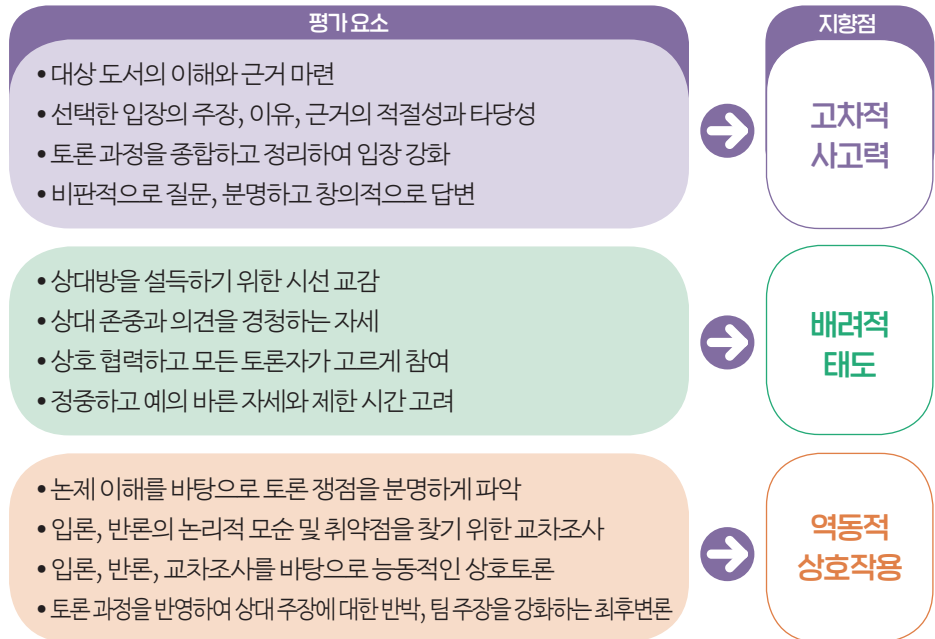 평가 요소
지향점
• 대상 도서의 이해와 근거 마련
• 선택한 입장의 주장, 이유, 근거의 적절성과 타당성
• 토론 과정을 종합하고 정리하여 입장 강화
• 비판적으로 질문, 분명하고 창의적으로 답변
고차적
사고력
• 상대방을 설득하기 위한 시선 교감
• 상대 존중과 의견을 경청하는 자세
• 상호 협력하고 모든 토론자가 고르게 참여
• 정중하고 예의 바른 자세와 제한 시간 고려
배려적
태도
• 논제 이해를 바탕으로 토론 쟁점을 분명하게 파악
• 입론, 반론의 논리적 모순 및 취약점을 찾기 위한 교차조사
• 입론, 반론, 교차조사를 바탕으로 능동적인 상호토론
• 토론 과정을 반영하여 상대 주장에 대한 반박, 팀 주장을 강화하는 최후변론
역동적
상호작용